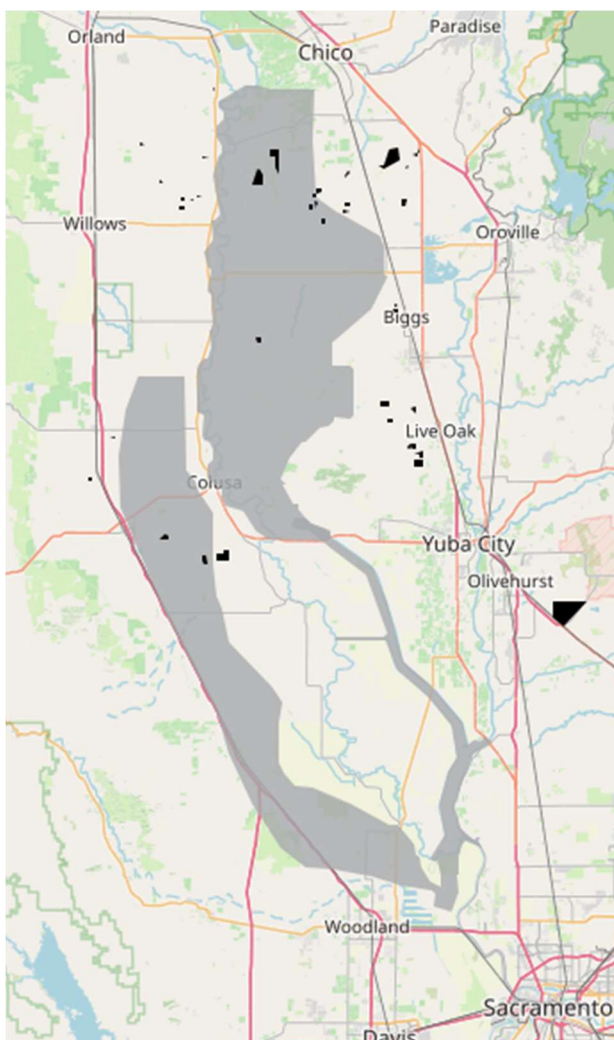 Orland
Paradise
Chico
Willows
Oroville
Biggs
Live Oak
Colusa
Yuba City
Olivehurst
Woodland
Sacramento
Davis